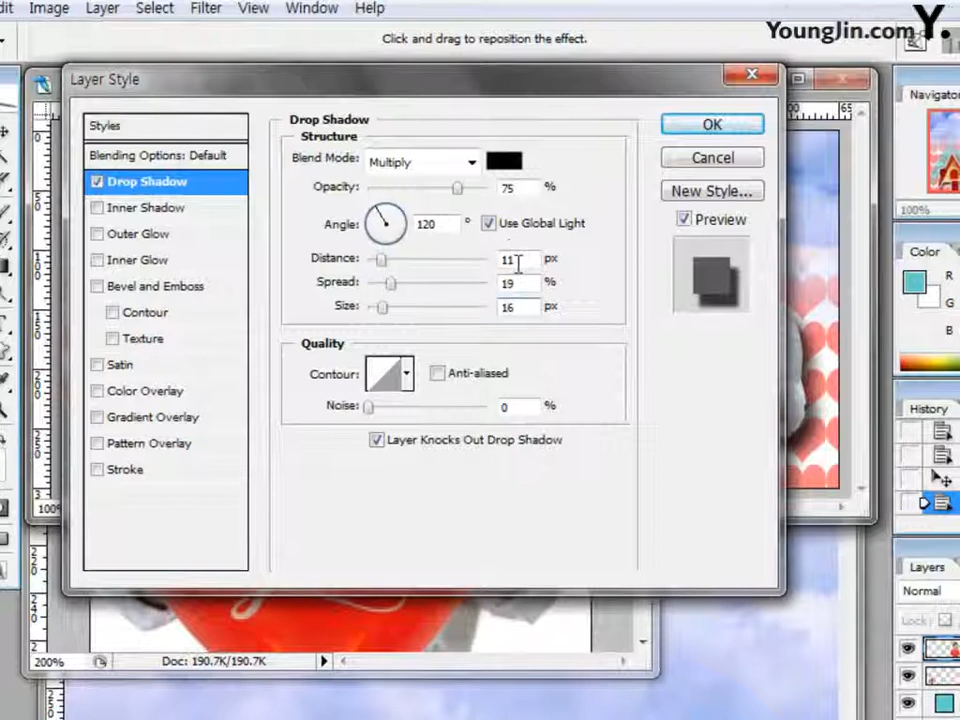 Image Layer Select Filter View Window Help
YoungJin.com Y.
Click and drag to reposition the effect.
Layer Style
Styles
Blending Options: Default
Drop Shadow
Inner Shadow
Outer Glow
Inner Glow
Bevel and Emboss
Contour
Texture
Satin
Color Overlay
Gradient Overlay
Pattern Overlay
Stroke
Drop Shadow
Structure
Blend Mode: Multiply
Opacity: 75 %
Angle: 120 ° Use Global Light
Distance: 11 px
Spread: 19 %
Size: 16 px
Quality
Contour: Anti-aliased
Noise: 0 %
Layer Knocks Out Drop Shadow
OK
Cancel
New Style...
Preview
Navigator
100%
Color
R
G
B
History
Layers
Normal
Lock:
200% Doc: 190.7K/190.7K